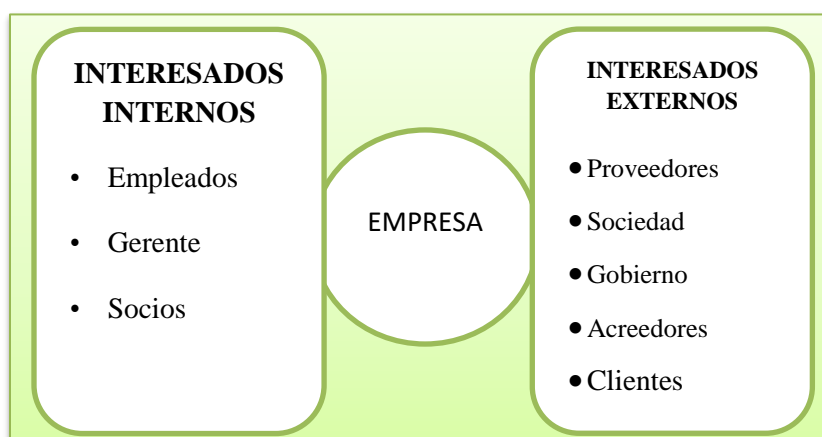 INTERESADOS
INTERNOS
• Empleados
• Gerente
• Socios
EMPRESA
INTERESADOS
EXTERNOS
• Proveedores
• Sociedad
• Gobierno
• Acreedores
• Clientes